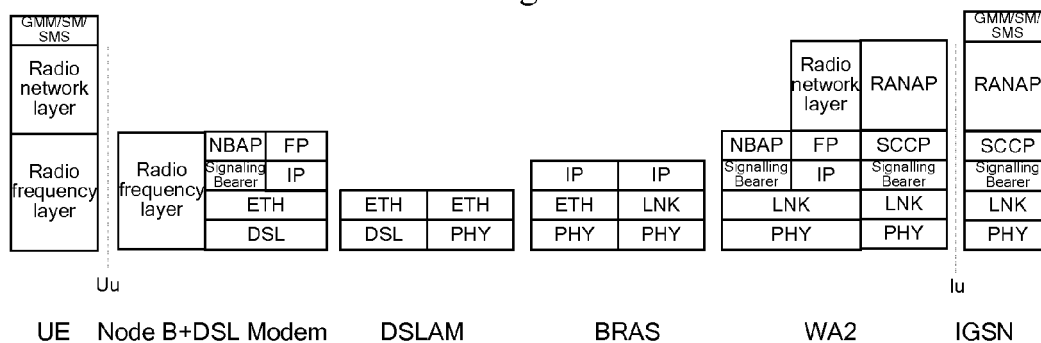 GMM/SM/
SMS
Radio
network
layer
Radio
frequency
layer
Uu
Radio
frequency
layer
NBAP FP
Signaling
Bearer
IP
ETH
DSL
ETH ETH
DSL PHY
IP IP
ETH LNK
PHY PHY
Radio
network
layer
RANAP
NBAP FP SCCP
Signalling
Bearer
IP
Signalling
Bearer
LNK LNK
PHY PHY
Iu
GMM/SM/
SMS
RANAP
SCCP
Signalling
Bearer
LNK
PHY
UE Node B+DSL Modem DSLAM BRAS WA2 IGSN